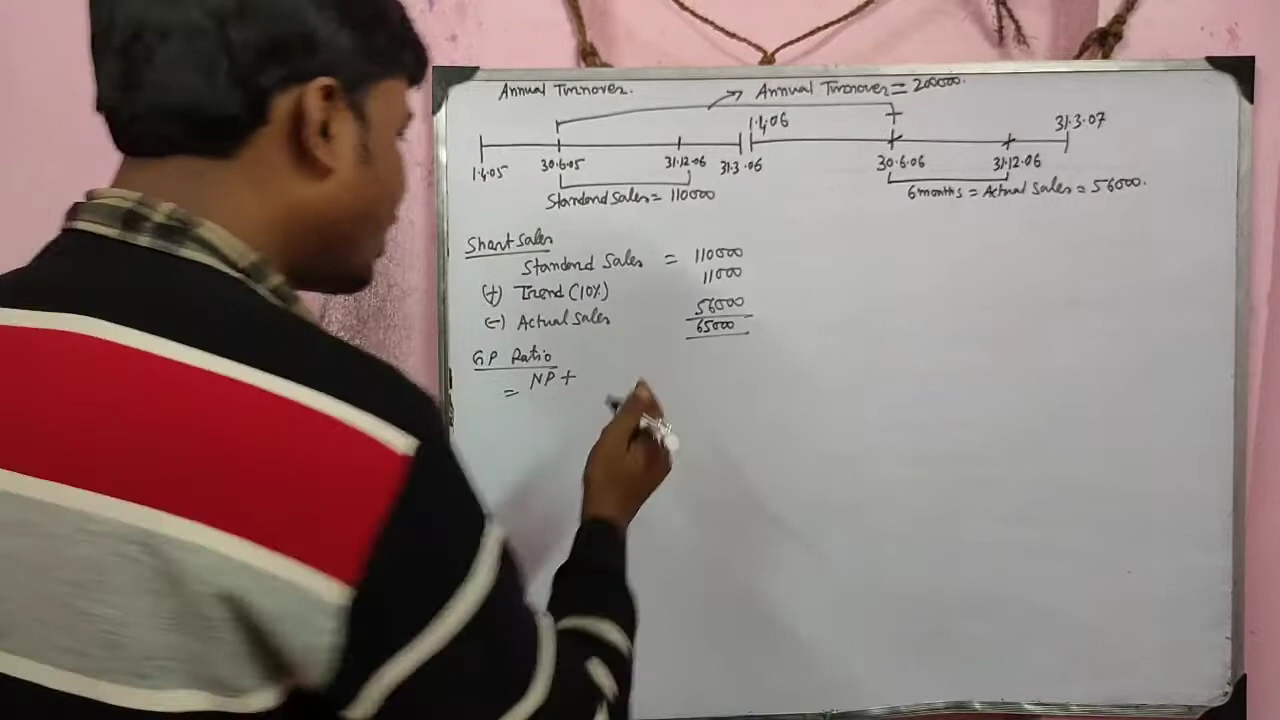 Annual Turnover.
Annual Turnover = 200000.
1.4.05
30.6.05
31.12.06
31.3.06
1.4.06
30.6.06
31.12.06
31.3.07
Standard Sales = 110000
6 months = Actual Sales = 56000.
Short Sales
Standard Sales = 110000
(+) Trend (10%) 11000
(-) Actual Sales 56000
65000
GP Ratio
= NP +